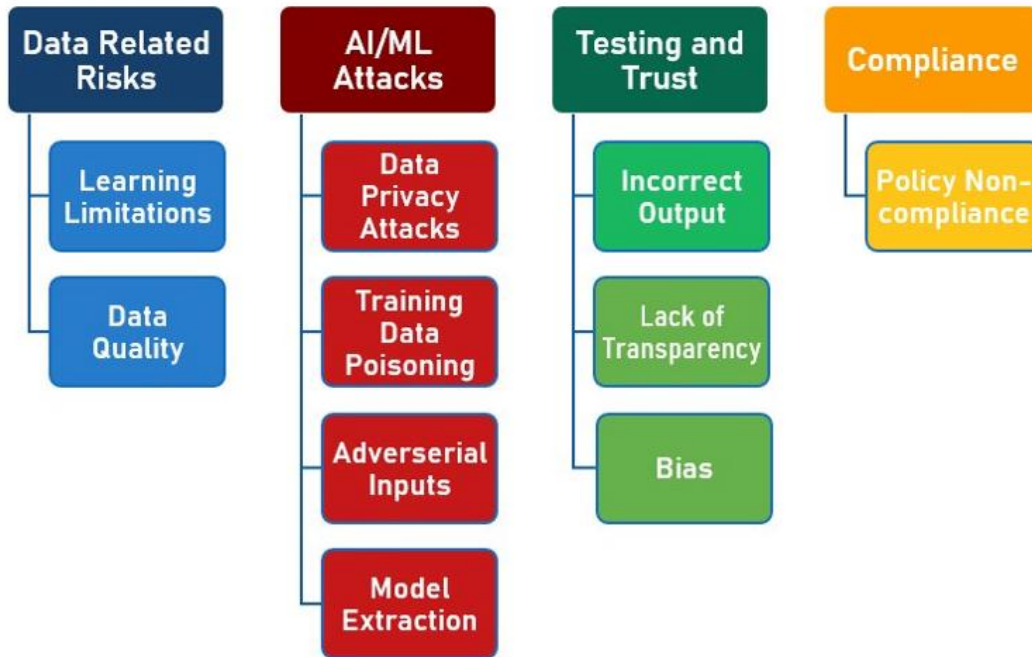 Data Related
Risks
Learning
Limitations
Data
Quality
AI/ML
Attacks
Data
Privacy
Attacks
Training
Data
Poisoning
Adverserial
Inputs
Model
Extraction
Testing and
Trust
Incorrect
Output
Lack of
Transparency
Bias
Compliance
Policy Non-
compliance